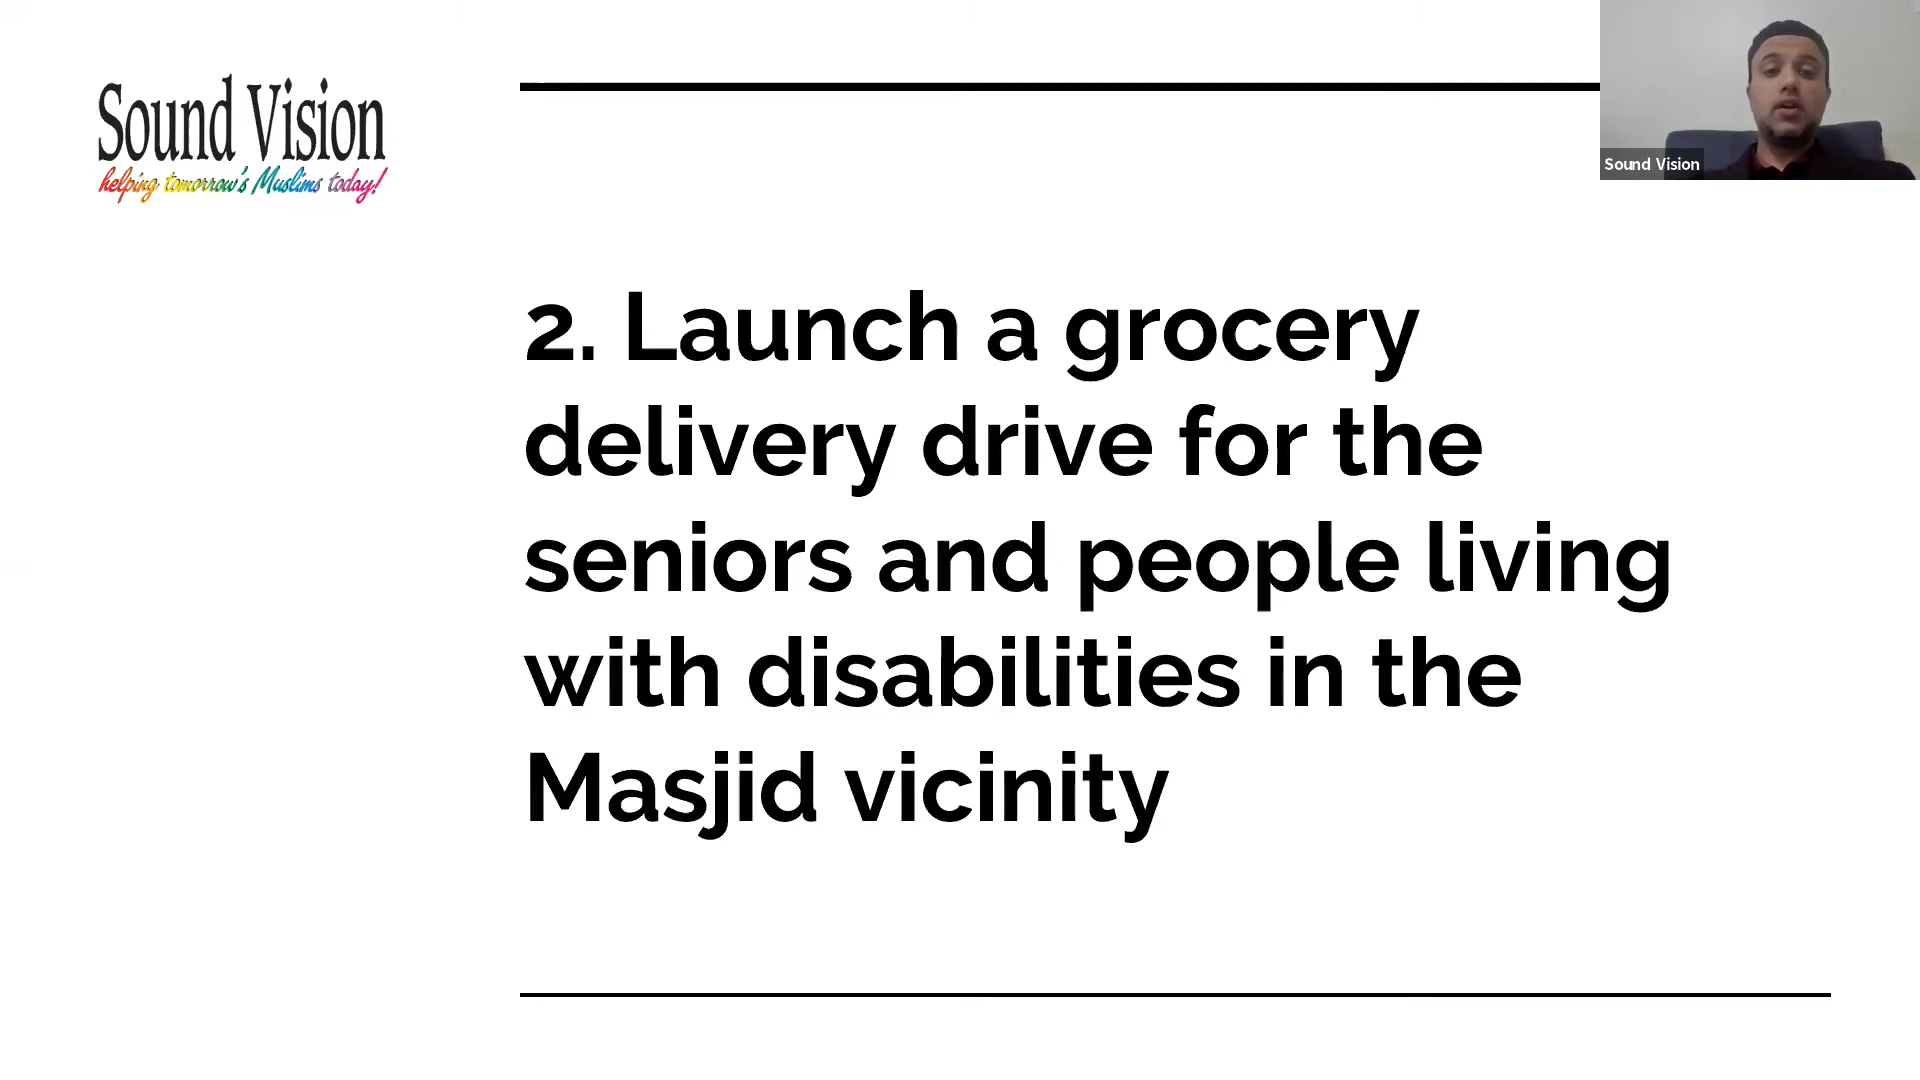 Sound Vision
helping tomorrow's Muslims today!
Sound Vision
2. Launch a grocery
delivery drive for the
seniors and people living
with disabilities in the
Masjid vicinity